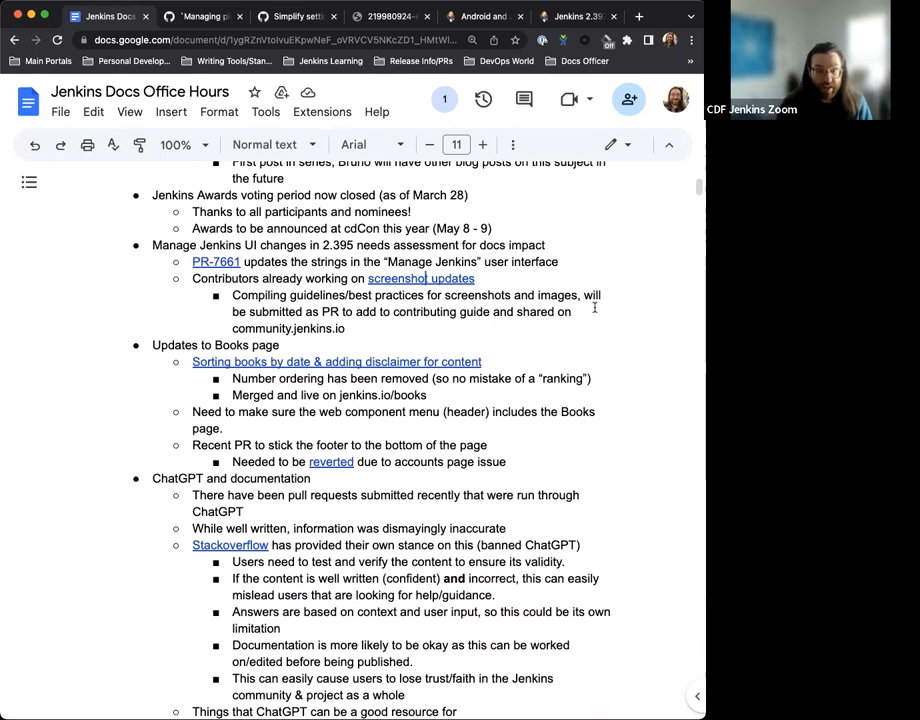 Jenkins Docs
`Managing pl
Simplify setti
219980924-c
Android and J
Jenkins 2.39
docs.google.com/document/d/1ygRZnVtoIvuEKpwNeF_oVRVCV5NKcZD1_HMtWl...
Off
Main Portals
Personal Develop...
Writing Tools/Stan...
Jenkins Learning
Release Info/PRs
DevOps World
Docs Officer
Jenkins Docs Office Hours
File Edit View Insert Format Tools Extensions Help
1
100% Normal text Arial 11
CDF Jenkins Zoom
First post in series, Bruno will have other blog posts on this subject in
the future
Jenkins Awards voting period now closed (as of March 28)
Thanks to all participants and nominees!
Awards to be announced at cdCon this year (May 8 - 9)
Manage Jenkins UI changes in 2.395 needs assessment for docs impact
PR-7661 updates the strings in the “Manage Jenkins” user interface
Contributors already working on screenshot updates
Compiling guidelines/best practices for screenshots and images, will
be submitted as PR to add to contributing guide and shared on
community.jenkins.io
Updates to Books page
Sorting books by date & adding disclaimer for content
Number ordering has been removed (so no mistake of a “ranking”)
Merged and live on jenkins.io/books
Need to make sure the web component menu (header) includes the Books
page.
Recent PR to stick the footer to the bottom of the page
Needed to be reverted due to accounts page issue
ChatGPT and documentation
There have been pull requests submitted recently that were run through
ChatGPT
While well written, information was dismayingly inaccurate
Stackoverflow has provided their own stance on this (banned ChatGPT)
Users need to test and verify the content to ensure its validity.
If the content is well written (confident) and incorrect, this can easily
mislead users that are looking for help/guidance.
Answers are based on context and user input, so this could be its own
limitation
Documentation is more likely to be okay as this can be worked
on/edited before being published.
This can easily cause users to lose trust/faith in the Jenkins
community & project as a whole
Things that ChatGPT can be a good resource for